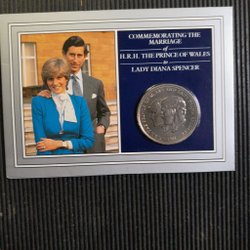 COMMEMORATING THE
MARRIAGE
of
H.R.H. THE PRINCE OF WALES
to
LADY DIANA SPENCER